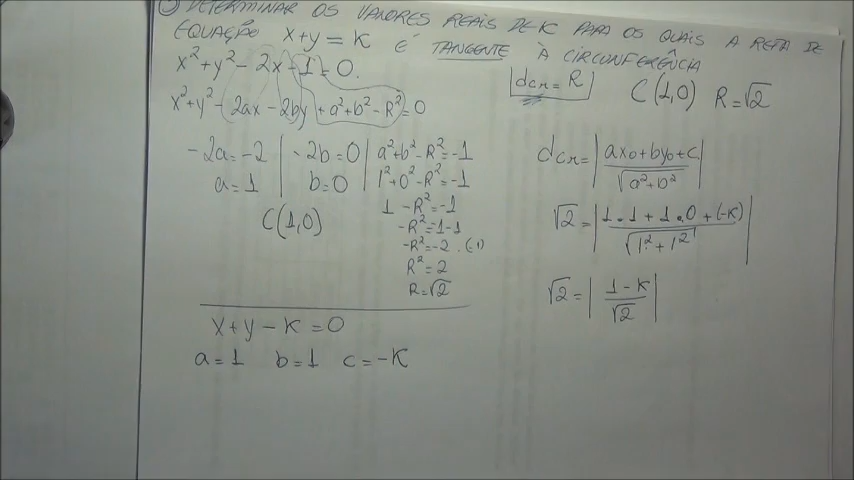 DETERMINAR OS VALORES REAIS DE K PARA OS QUAIS A RETA DE
EQUAÇÃO x+y=K É TANGENTE À CIRCUNFERÊNCIA
x²+y²-2x-1=0.
x²+y²-2ax-2by+a²+b²-R²=0
-2a=-2
a=1
-2b=0
b=0
C(1,0)
a²+b²-R²=-1
1²+0²-R²=-1
1-R²=-1
-R²=-1-1
-R²=-2 .(-1)
R²=2
R=√2
x+y-K=0
a=1 b=1 c=-K
dcr=R
C(1,0) R=√2
dcr=|ax₀+by₀+c/√a²+b²|
√2=|1.1+1.0+(-K)/√1²+1²|
√2=|1-K/√2|